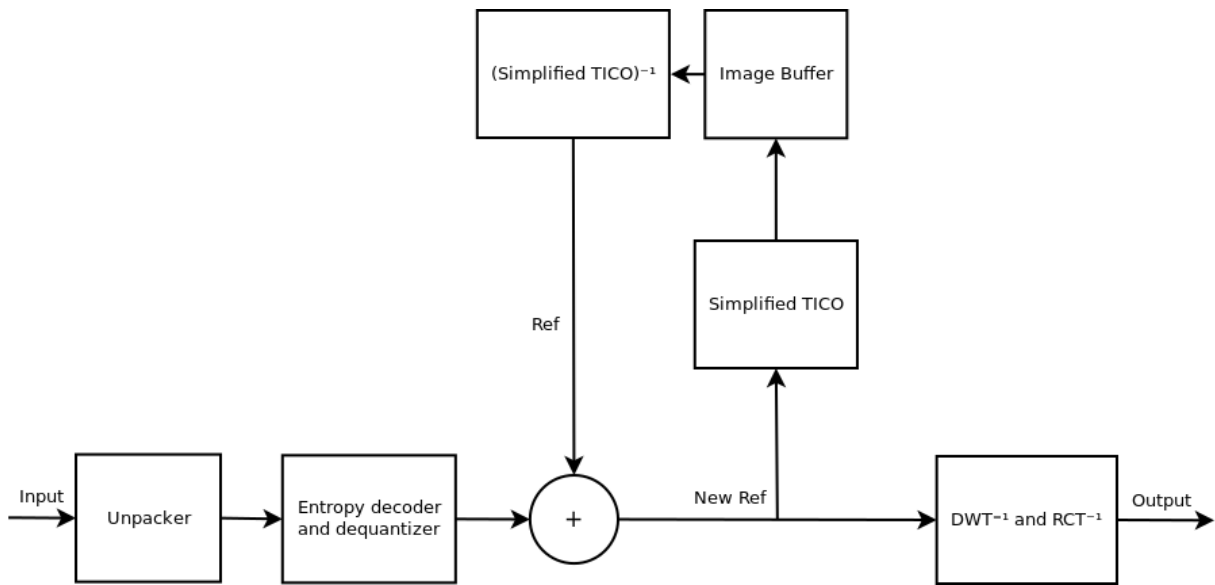 (Simplified TICO)⁻¹
Image Buffer
Simplified TICO
Ref
Input
Unpacker
Entropy decoder
and dequantizer
+
New Ref
DWT⁻¹ and RCT⁻¹
Output